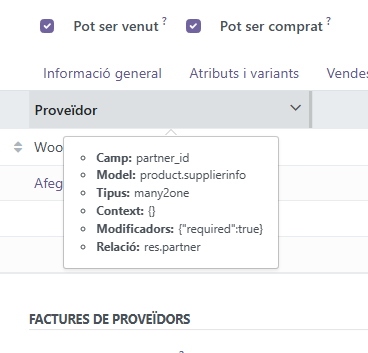 Pot ser venut ? Pot ser comprat ?
Informació general Atributs i variants Vendes
Proveïdor
Woo
Camp: partner_id
Model: product.supplierinfo
Afeg
Tipus: many2one
Context: {}
Modificadors: {"required":true}
Relació: res.partner
FACTURES DE PROVEÏDORS
?